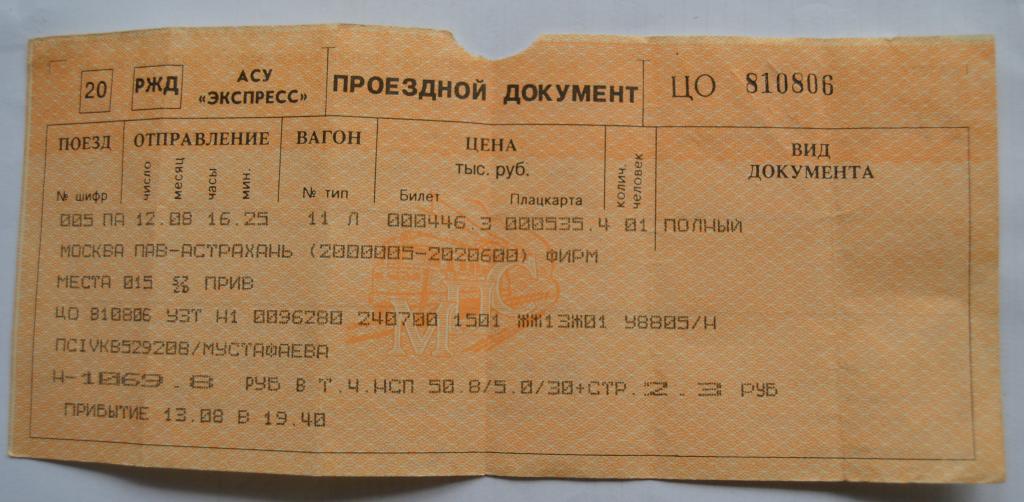 20 РЖД АСУ «ЭКСПРЕСС» ПРОЕЗДНОЙ ДОКУМЕНТ ЦО 810806
ПОЕЗД ОТПРАВЛЕНИЕ ВАГОН ЦЕНА тыс. руб. ВИД ДОКУМЕНТА
№ шифр число месяц часы мин. № тип Билет Плацкарта колич. человек
005 ПА 12.08 16.25 11 Л 000446.3 000535.4 01 ПОЛНЫЙ
МОСКВА ПАВ-АСТРАХАНЬ (2000005-2020600) ФИРМ
МЕСТА 015 ПРИВ
ЦО 810806 УЗТ Н1 0096280 240700 1501 ЖЖ13Ж01 У8805/Н
ПСIVКВ529208/МУСТАФАЕВА
Н-1069.8 РУБ В Т.Ч.НСП 50.8/5.0/30+СТР.2.3 РУБ
ПРИБЫТИЕ 13.08 В 19.40
МПС